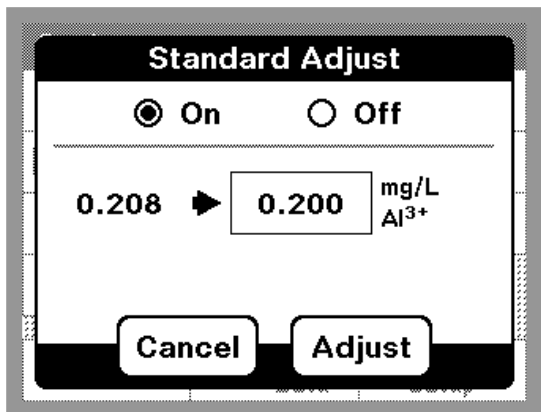 Standard Adjust
On Off
0.208 0.200 mg/L
Al³⁺
Cancel Adjust